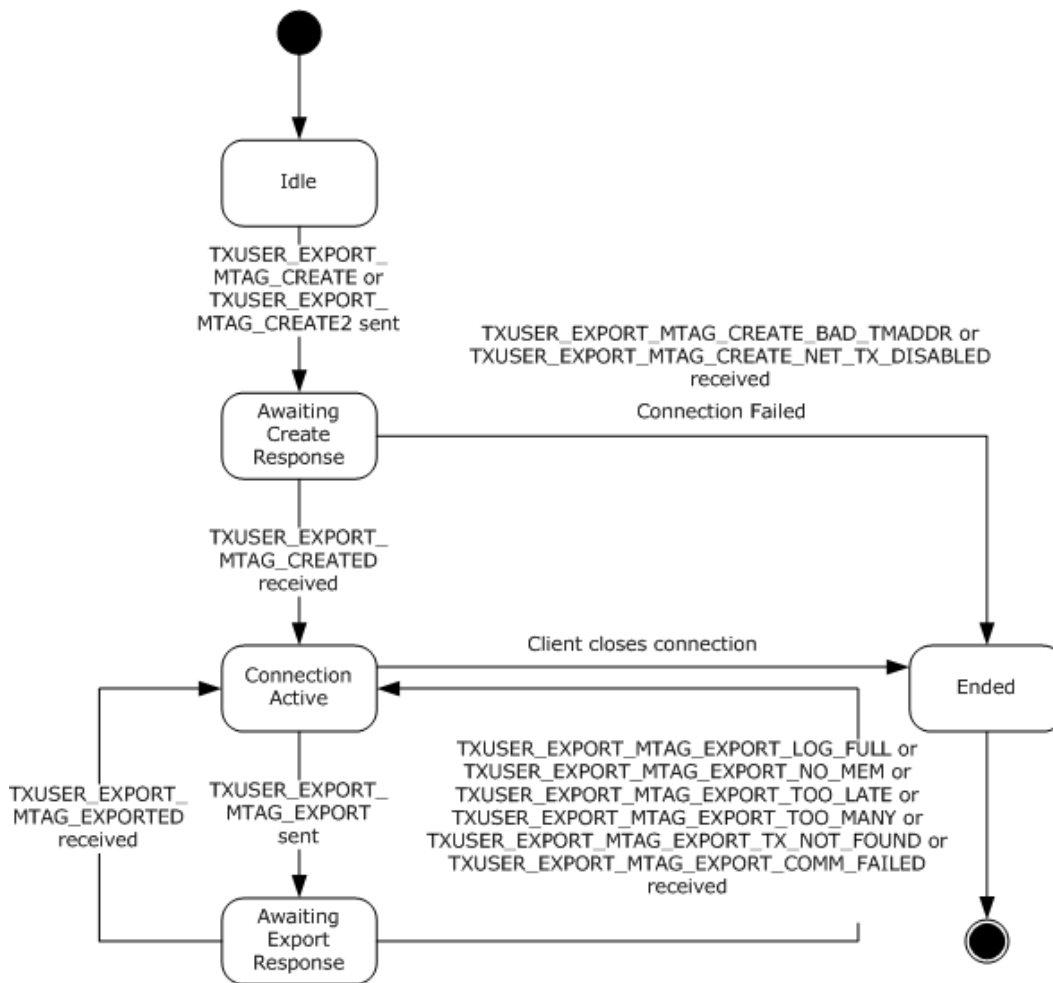 Idle
TXUSER_EXPORT_
MTAG_CREATE or
TXUSER_EXPORT_
MTAG_CREATE2 sent
TXUSER_EXPORT_MTAG_CREATE_BAD_TMADDR or
TXUSER_EXPORT_MTAG_CREATE_NET_TX_DISABLED
received
Connection Failed
Awaiting
Create
Response
TXUSER_EXPORT_
MTAG_CREATED
received
Client closes connection
Connection
Active
Ended
TXUSER_EXPORT_
MTAG_EXPORTED
received
TXUSER_EXPORT_
MTAG_EXPORT
sent
TXUSER_EXPORT_MTAG_EXPORT_LOG_FULL or
TXUSER_EXPORT_MTAG_EXPORT_NO_MEM or
TXUSER_EXPORT_MTAG_EXPORT_TOO_LATE or
TXUSER_EXPORT_MTAG_EXPORT_TOO_MANY or
TXUSER_EXPORT_MTAG_EXPORT_TX_NOT_FOUND or
TXUSER_EXPORT_MTAG_EXPORT_COMM_FAILED
received
Awaiting
Export
Response